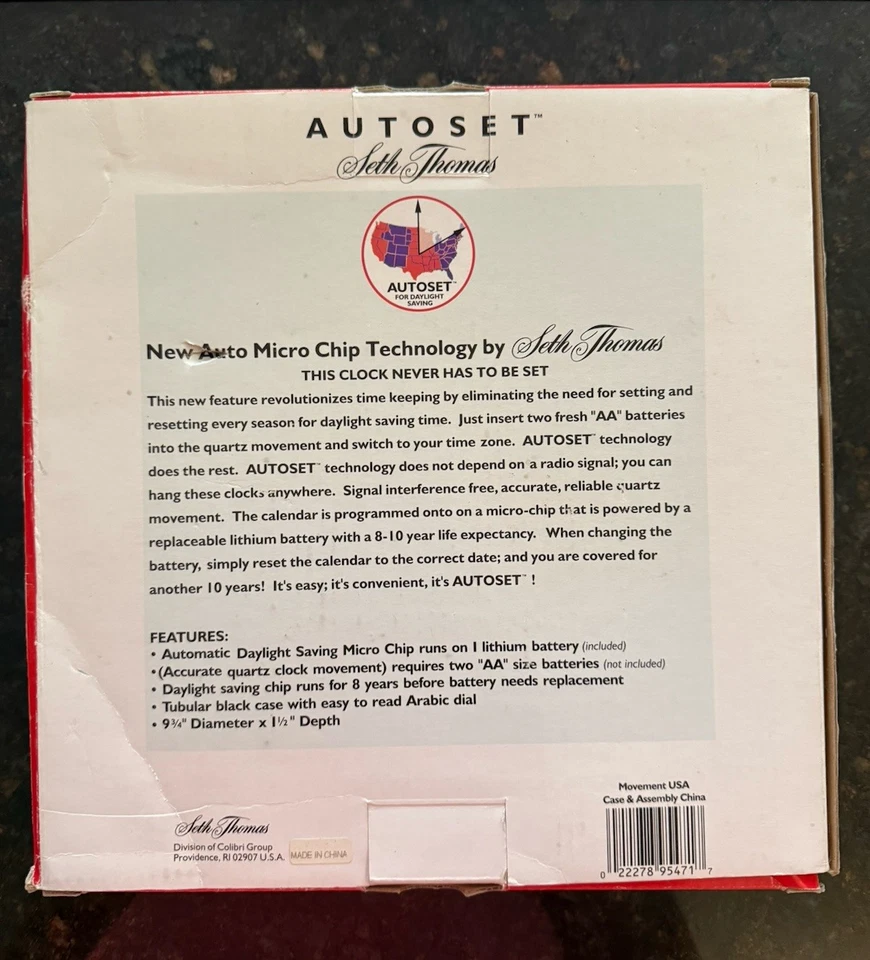 AUTOSET™
Seth Thomas
AUTOSET™
FOR DAYLIGHT
SAVING
New Auto Micro Chip Technology by Seth Thomas
THIS CLOCK NEVER HAS TO BE SET
This new feature revolutionizes time keeping by eliminating the need for setting and
resetting every season for daylight saving time. Just insert two fresh "AA" batteries
into the quartz movement and switch to your time zone. AUTOSET™ technology
does the rest. AUTOSET™ technology does not depend on a radio signal; you can
hang these clocks anywhere. Signal interference free, accurate, reliable quartz
movement. The calendar is programmed onto on a micro-chip that is powered by a
replaceable lithium battery with a 8-10 year life expectancy. When changing the
battery, simply reset the calendar to the correct date; and you are covered for
another 10 years! It's easy; it's convenient, it's AUTOSET™ !
FEATURES:
• Automatic Daylight Saving Micro Chip runs on 1 lithium battery (included)
• (Accurate quartz clock movement) requires two "AA" size batteries (not included)
• Daylight saving chip runs for 8 years before battery needs replacement
• Tubular black case with easy to read Arabic dial
• 9¾" Diameter x 1½" Depth
Movement USA
Case & Assembly China
Seth Thomas
Division of Colibri Group
Providence, RI 02907 U.S.A.
MADE IN CHINA
0 22278 95471 7